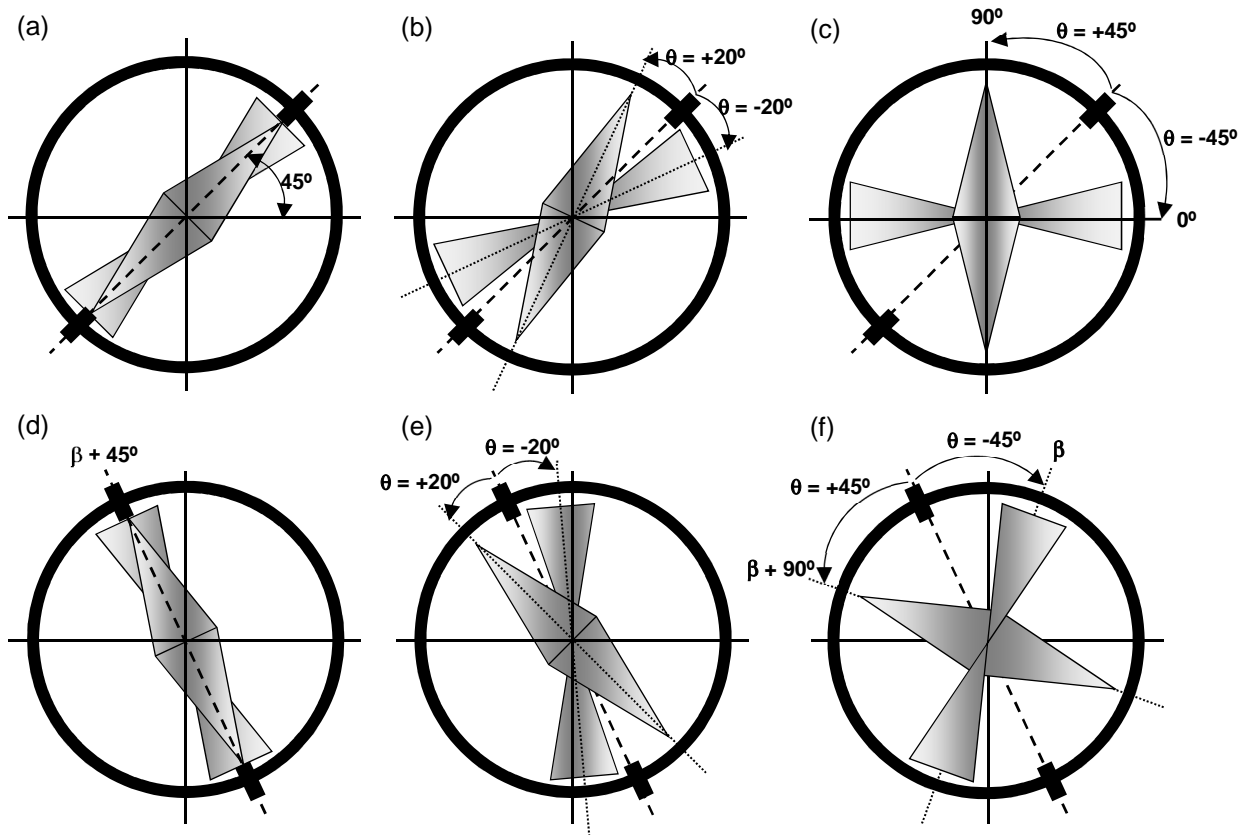 (a)
45º
(b)
θ = +20º
θ = -20º
(c)
90º
θ = +45º
θ = -45º
0º
(d)
β + 45º
(e)
θ = -20º
θ = +20º
(f)
θ = -45º
β
θ = +45º
β + 90º